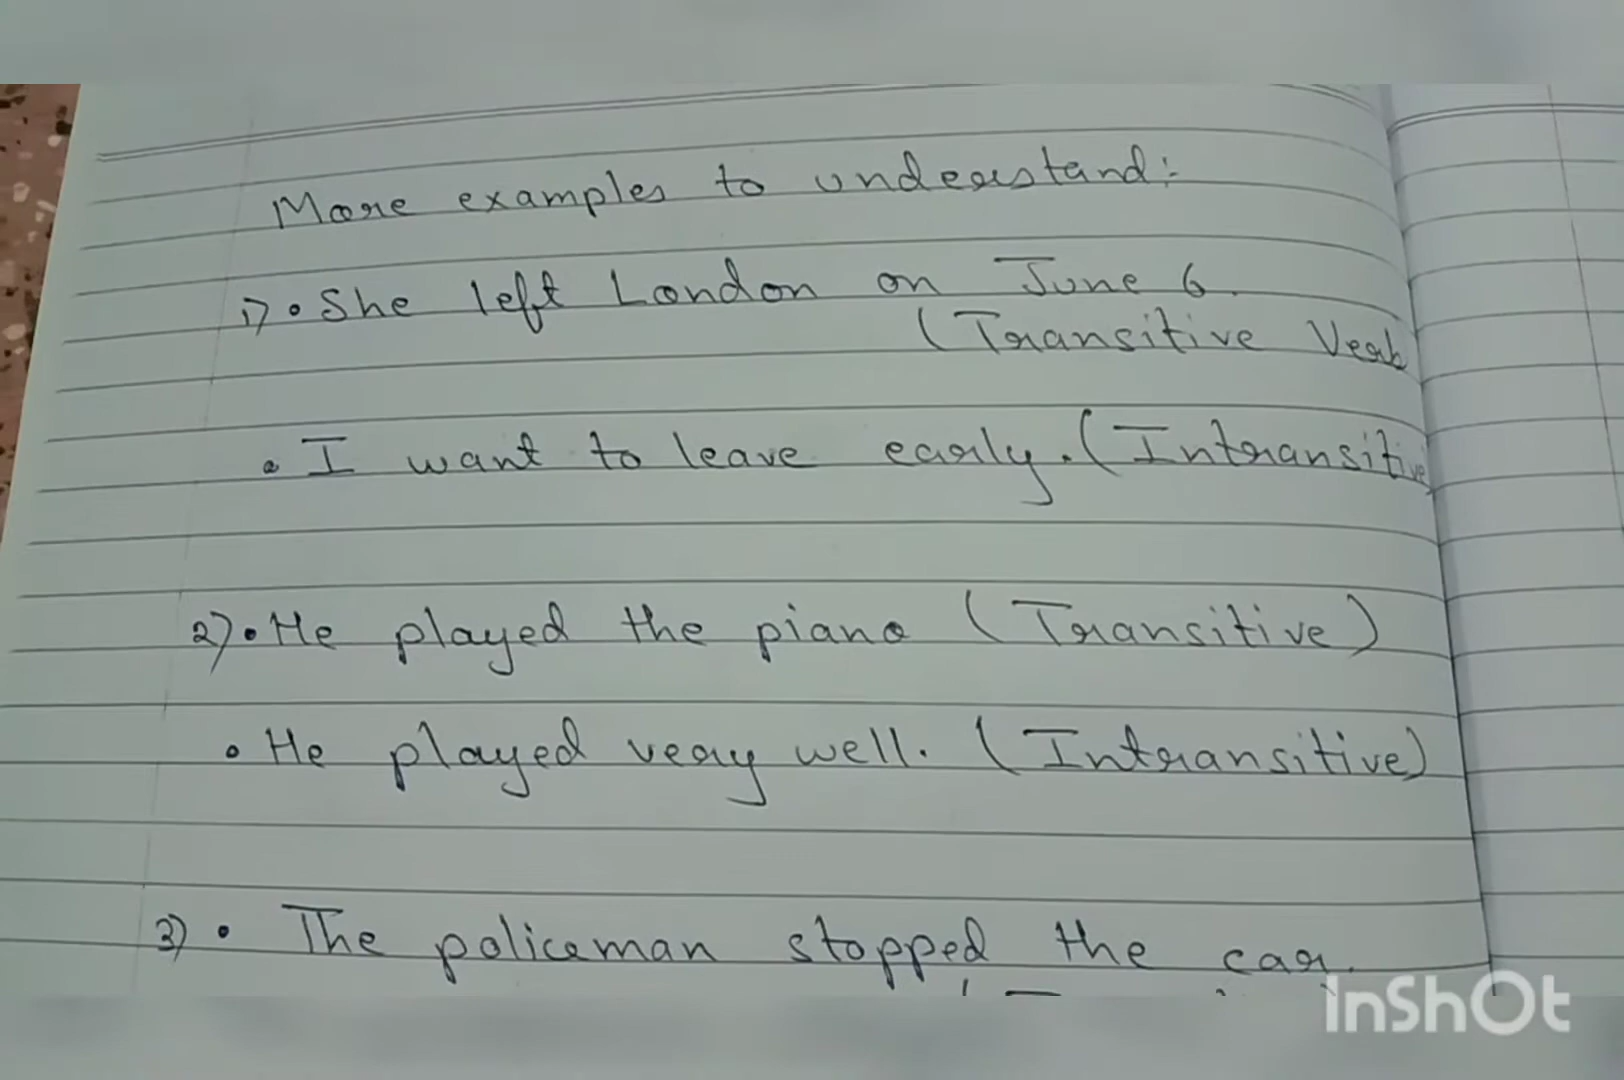 More examples to understand:
1) • She left London on June 6.
(Transitive Verb
• I want to leave early. (Intransitive)
2) • He played the piano (Transitive)
• He played very well. (Intransitive)
3) • The policeman stopped the car.
InShOt